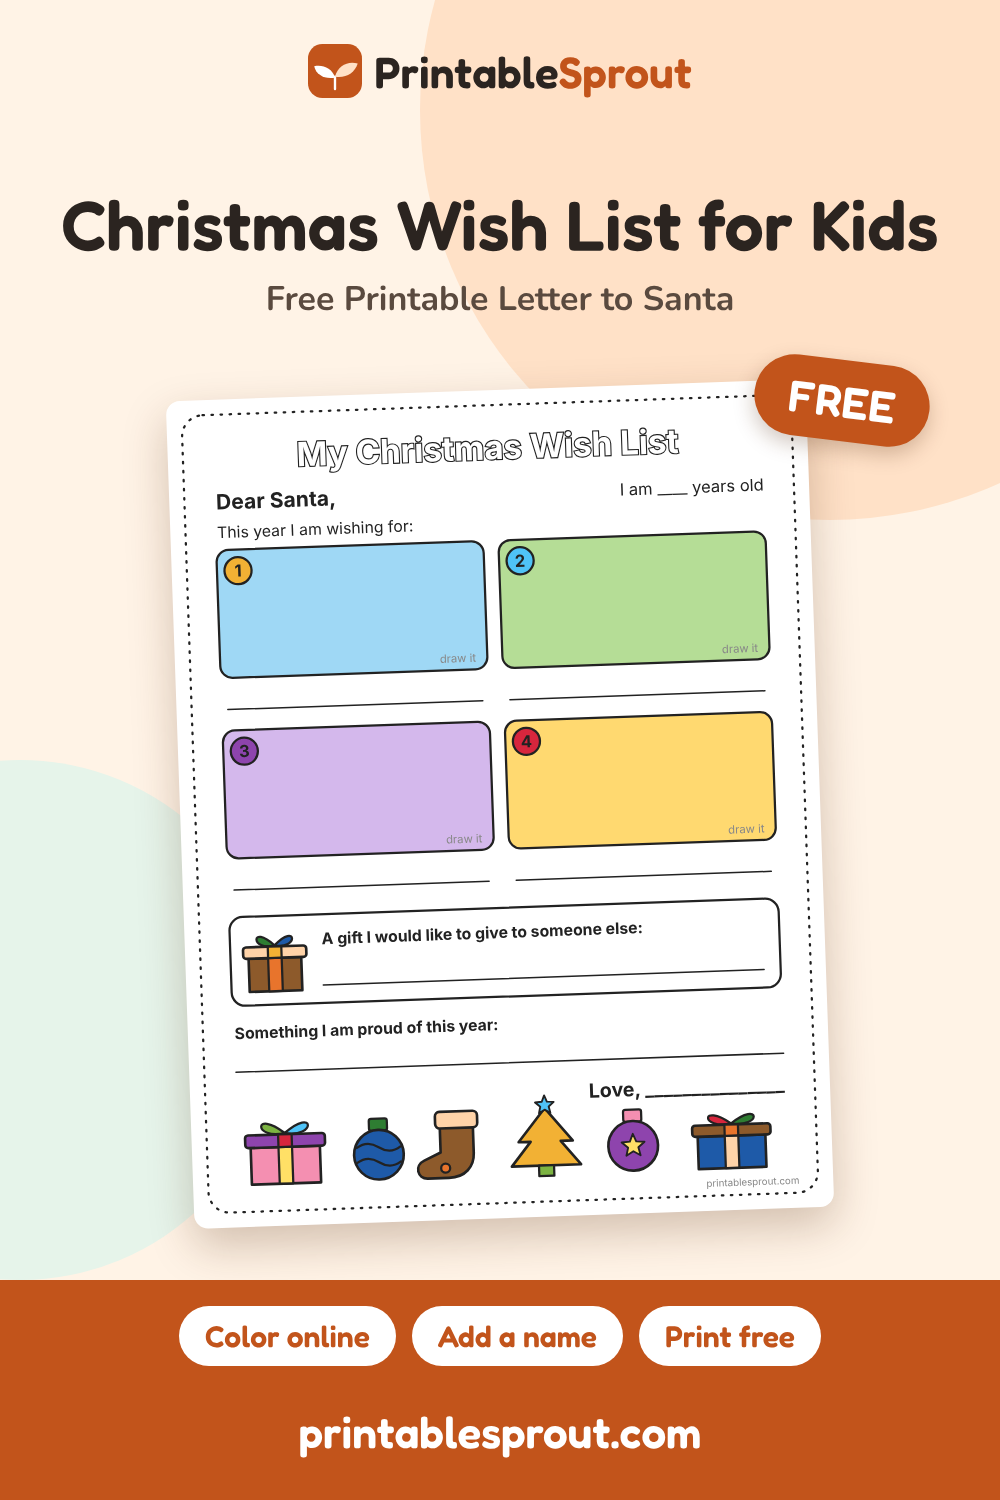 PrintableSprout
Christmas Wish List for Kids
Free Printable Letter to Santa
FREE
My Christmas Wish List
Dear Santa,
I am ___ years old
This year I am wishing for:
1
draw it
2
draw it
3
draw it
4
draw it
A gift I would like to give to someone else:
Something I am proud of this year:
Love, ______________
printablesprout.com
Color online
Add a name
Print free
printablesprout.com